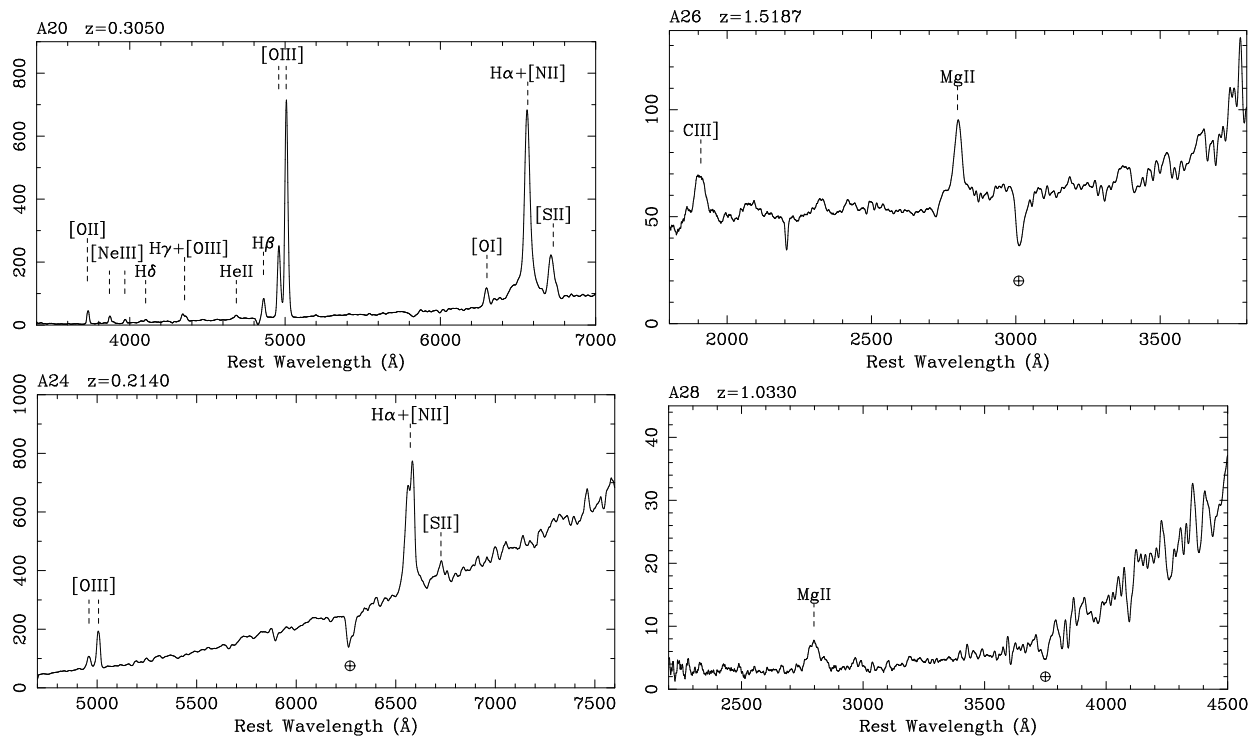 A20 z=0.3050
800
600
400
200
0
[OII]
[NeIII]
Hδ
Hγ+[OIII]
HeII
Hβ
[OIII]
[OI]
Hα+[NII]
[SII]
4000 5000 6000 7000
Rest Wavelength (Å)
A26 z=1.5187
100
50
0
CIII]
MgII
⊕
2000 2500 3000 3500
Rest Wavelength (Å)
A24 z=0.2140
1000
800
600
400
200
0
[OIII]
Hα+[NII]
[SII]
⊕
5000 5500 6000 6500 7000 7500
Rest Wavelength (Å)
A28 z=1.0330
40
30
20
10
0
MgII
⊕
2500 3000 3500 4000 4500
Rest Wavelength (Å)